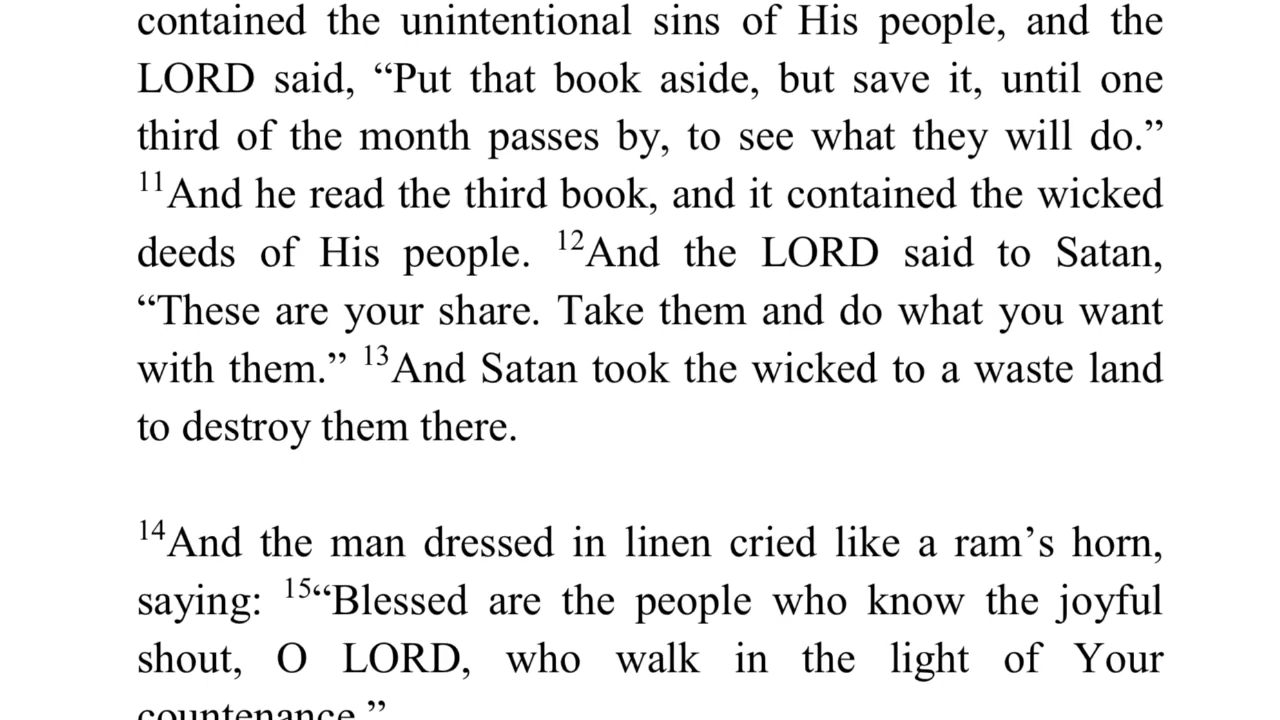 contained the unintentional sins of His people, and the
LORD said, “Put that book aside, but save it, until one
third of the month passes by, to see what they will do.”
¹¹And he read the third book, and it contained the wicked
deeds of His people. ¹²And the LORD said to Satan,
“These are your share. Take them and do what you want
with them.” ¹³And Satan took the wicked to a waste land
to destroy them there.
¹⁴And the man dressed in linen cried like a ram’s horn,
saying: ¹⁵“Blessed are the people who know the joyful
shout, O LORD, who walk in the light of Your
countenance.”